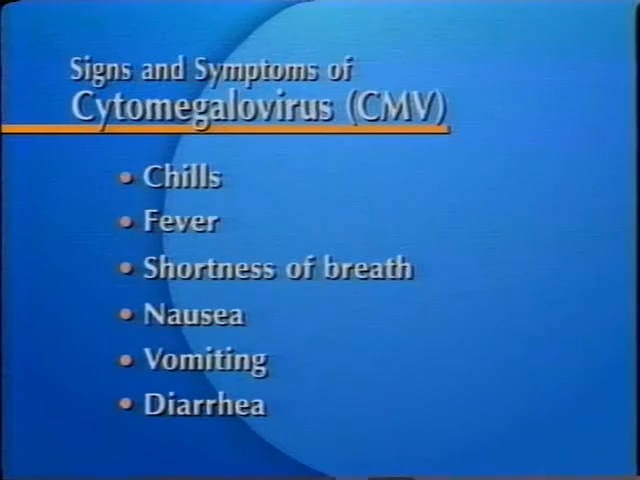 Signs and Symptoms of
Cytomegalovirus (CMV)
• Chills
• Fever
• Shortness of breath
• Nausea
• Vomiting
• Diarrhea